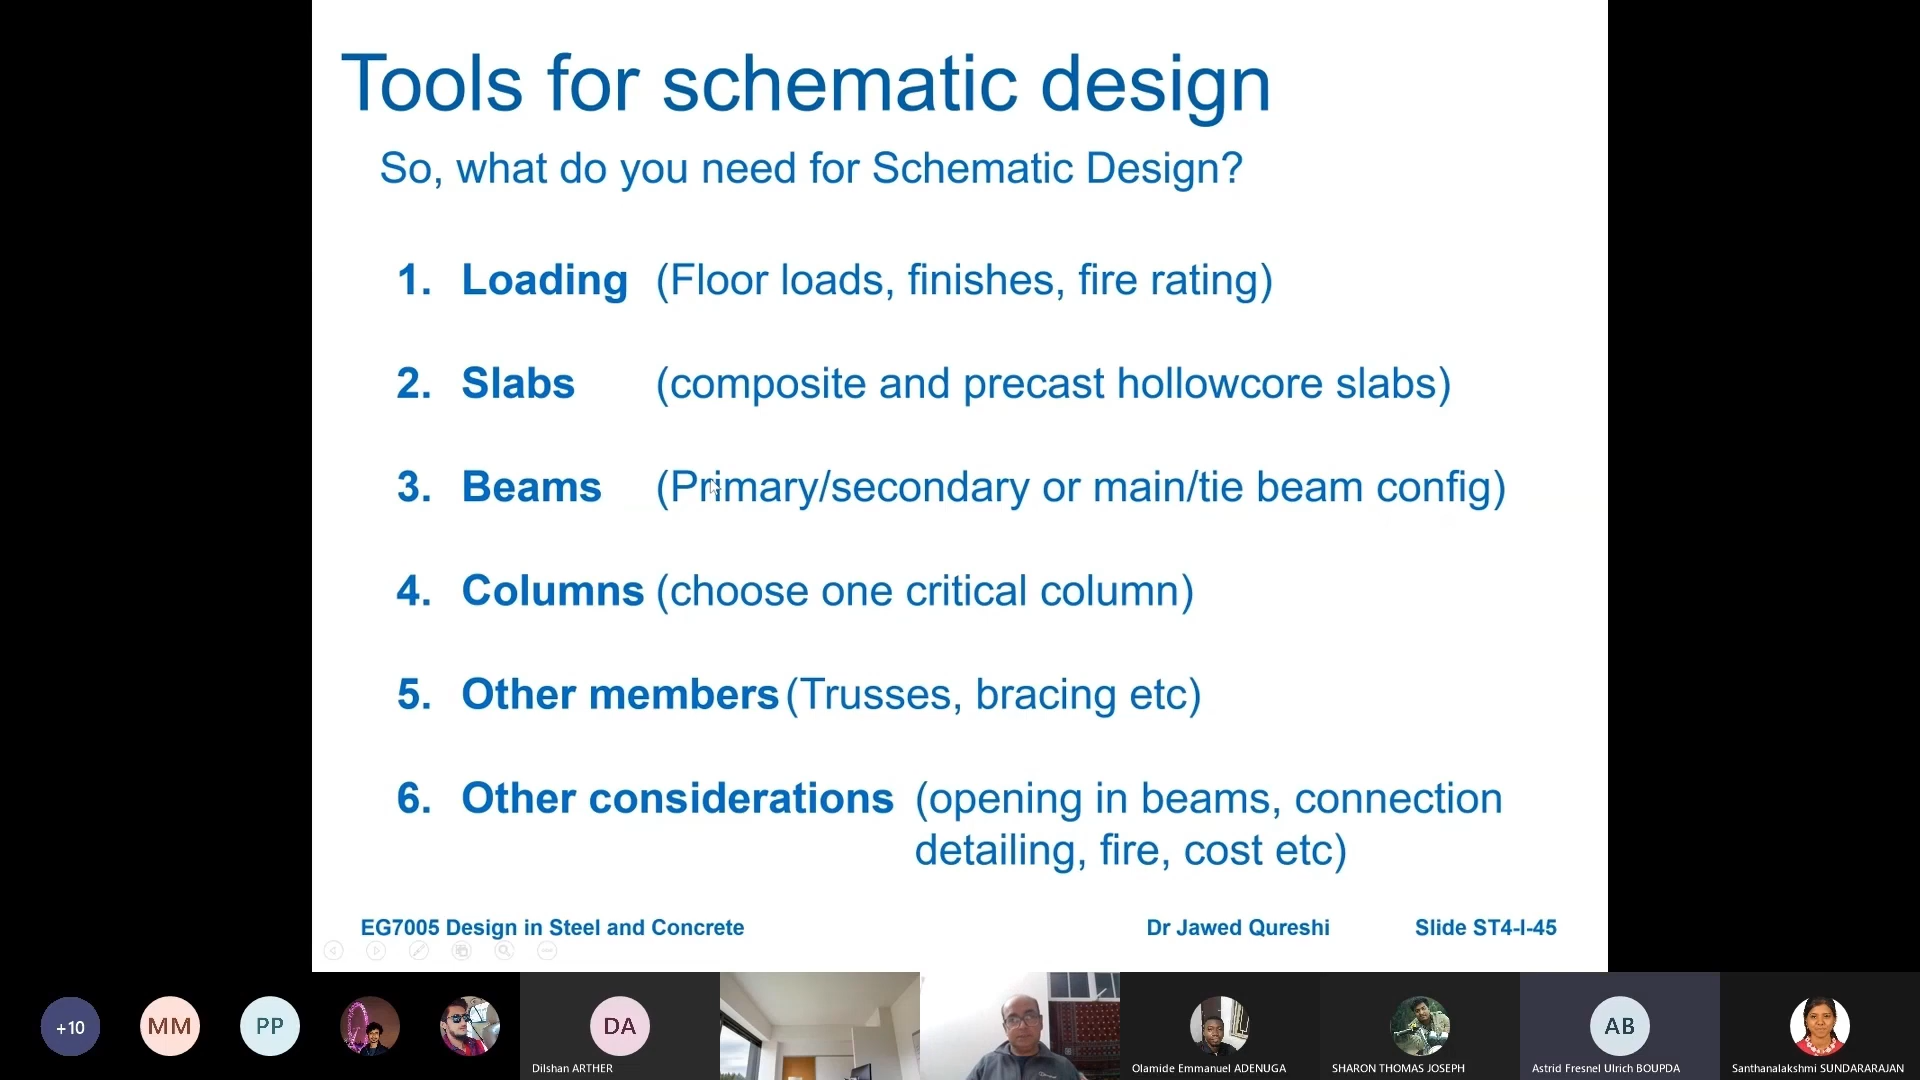 Tools for schematic design
So, what do you need for Schematic Design?
1. Loading (Floor loads, finishes, fire rating)
2. Slabs (composite and precast hollowcore slabs)
3. Beams (Primary/secondary or main/tie beam config)
4. Columns (choose one critical column)
5. Other members (Trusses, bracing etc)
6. Other considerations (opening in beams, connection
detailing, fire, cost etc)
EG7005 Design in Steel and Concrete Dr Jawed Qureshi Slide ST4-I-45
+10 MM PP DA AB
Dilshan ARTHER Olamide Emmanuel ADENUGA SHARON THOMAS JOSEPH Astrid Fresnel Ulrich BOUPDA Santhanalakshmi SUNDARARAJAN